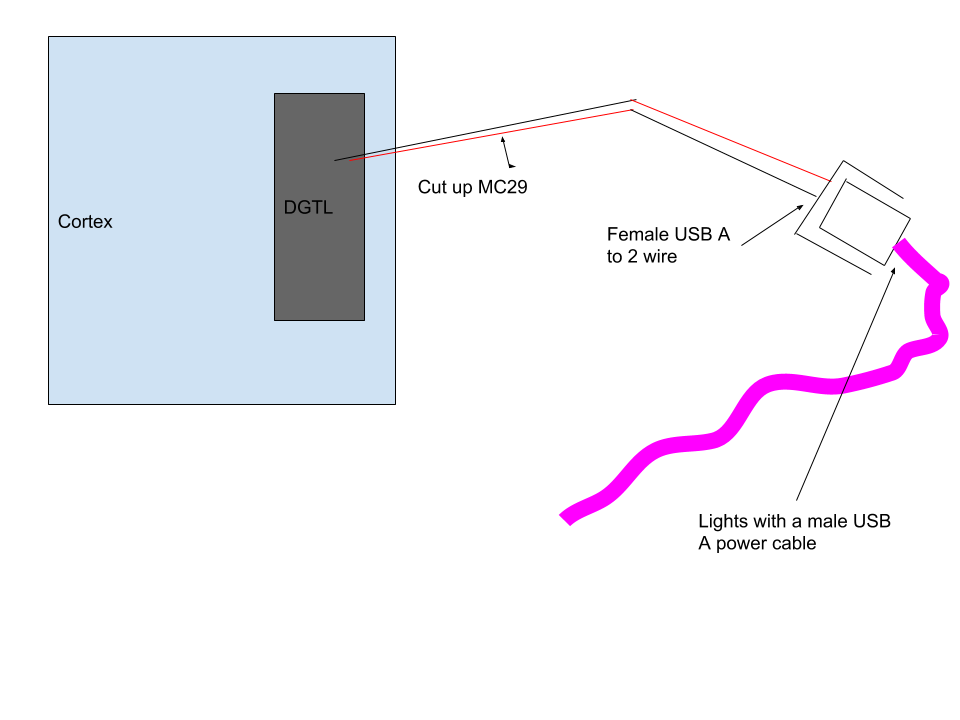 Cut up MC29
DGTL
Cortex
Female USB A
to 2 wire
Lights with a male USB
A power cable